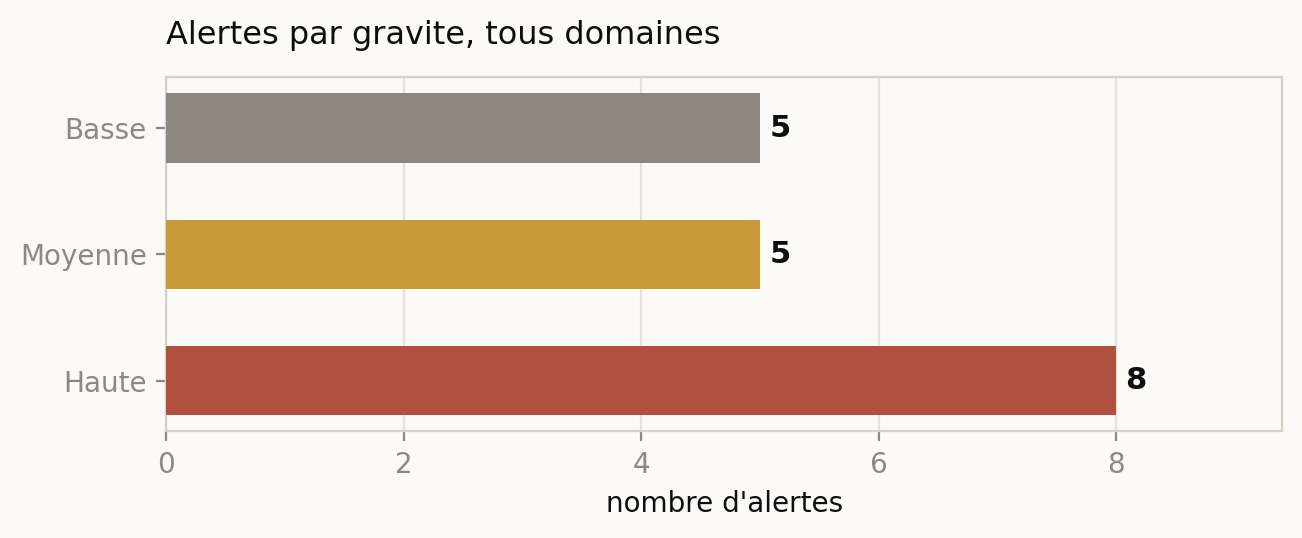 Alertes par gravite, tous domaines
Basse 5
Moyenne 5
Haute 8
0 2 4 6 8
nombre d'alertes